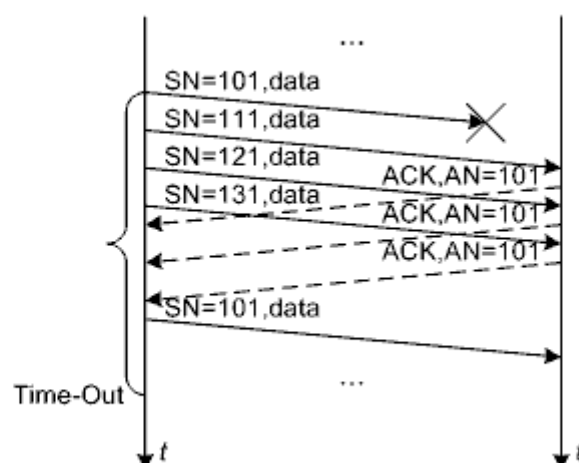 ...
SN=101,data
SN=111,data
SN=121,data
ACK,AN=101
SN=131,data
ACK,AN=101
ACK,AN=101
SN=101,data
...
Time-Out
t
t